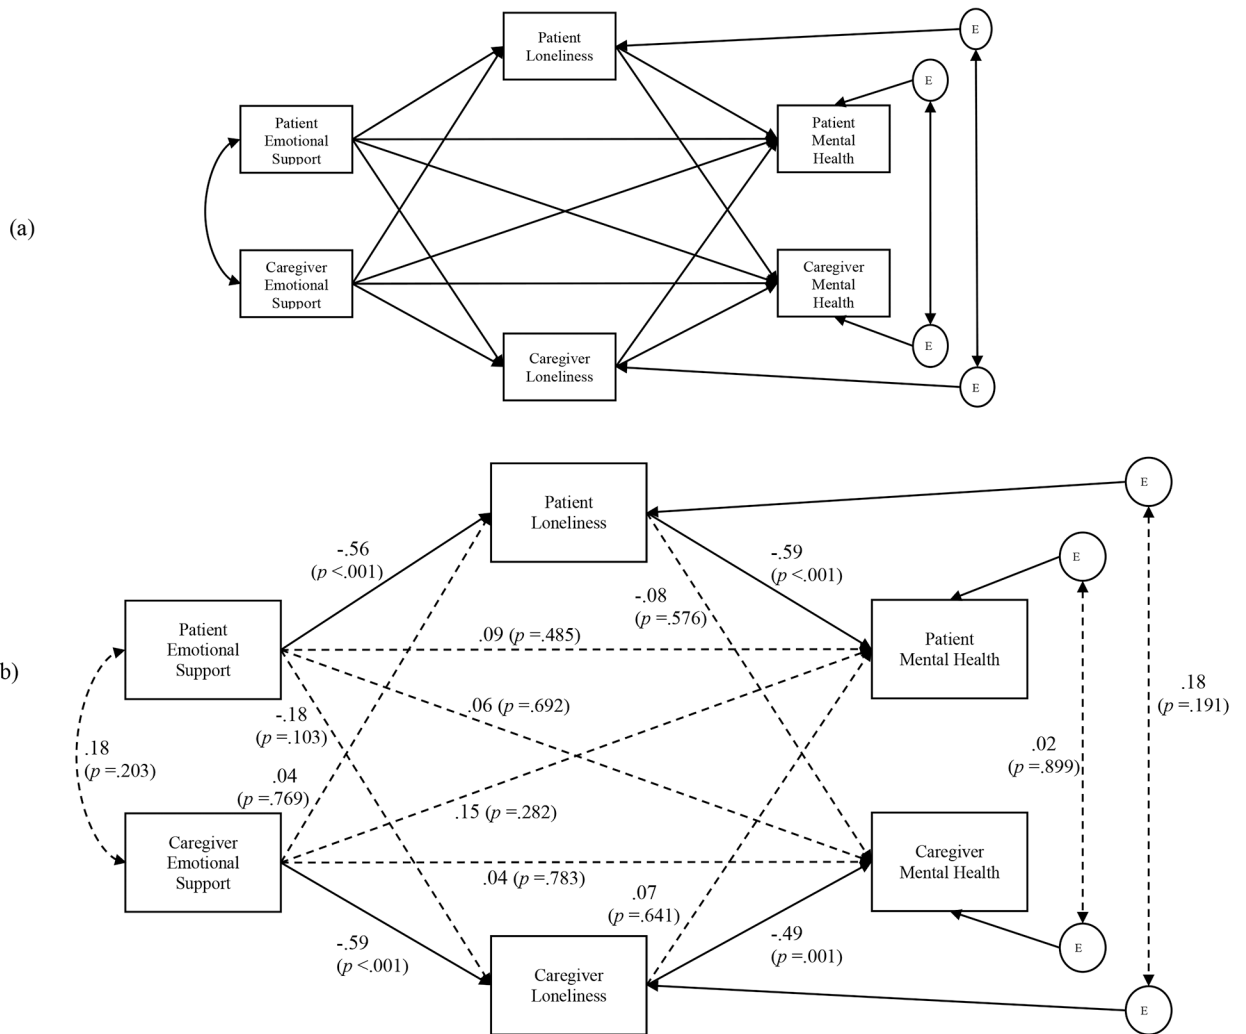 (a)
Patient
Loneliness
E
E
Patient
Emotional
Support
Patient
Mental
Health
Caregiver
Emotional
Support
Caregiver
Mental
Health
E
Caregiver
Loneliness
E
b)
Patient
Loneliness
E
-.56
(p <.001)
-.59
(p <.001)
E
-.08
(p =.576)
Patient
Emotional
Support
.09 (p =.485)
Patient
Mental Health
.18
(p =.191)
.06 (p =.692)
-.18
(p =.103)
.18
(p =.203)
.02
(p =.899)
.04
(p =.769)
.15 (p =.282)
Caregiver
Emotional
Support
Caregiver
Mental Health
.04 (p =.783)
.07
(p =.641)
-.59
(p <.001)
-.49
(p =.001)
E
Caregiver
Loneliness
E